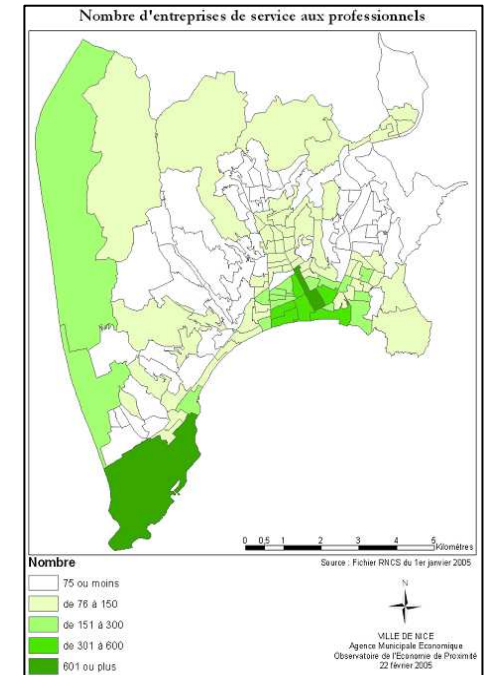 Nombre d'entreprises de service aux professionnels
0 0,5 1 2 3 4 5
Kilomètres
Nombre
Source : Fichier RNCS du 1er janvier 2005
75 ou moins
de 76 à 150
de 151 à 300
de 301 à 600
601 ou plus
N
VILLE DE NICE
Agence Municipale Economique
Observatoire de l'Economie de Proximité
22 février 2005